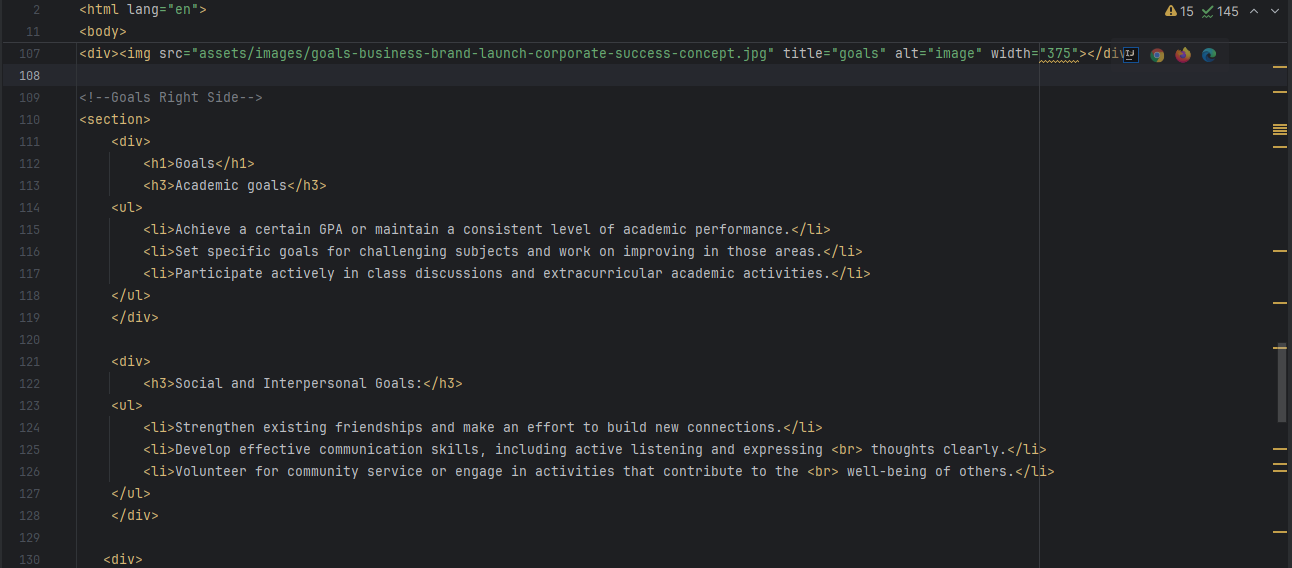 2 <html lang="en"> 15 145
11 <body>
107 <div><img src="assets/images/goals-business-brand-launch-corporate-success-concept.jpg" title="goals" alt="image" width="375"></div
108
109 <!--Goals Right Side-->
110 <section>
111 <div>
112 <h1>Goals</h1>
113 <h3>Academic goals</h3>
114 <ul>
115 <li>Achieve a certain GPA or maintain a consistent level of academic performance.</li>
116 <li>Set specific goals for challenging subjects and work on improving in those areas.</li>
117 <li>Participate actively in class discussions and extracurricular academic activities.</li>
118 </ul>
119 </div>
120
121 <div>
122 <h3>Social and Interpersonal Goals:</h3>
123 <ul>
124 <li>Strengthen existing friendships and make an effort to build new connections.</li>
125 <li>Develop effective communication skills, including active listening and expressing <br> thoughts clearly.</li>
126 <li>Volunteer for community service or engage in activities that contribute to the <br> well-being of others.</li>
127 </ul>
128 </div>
129
130 <div>